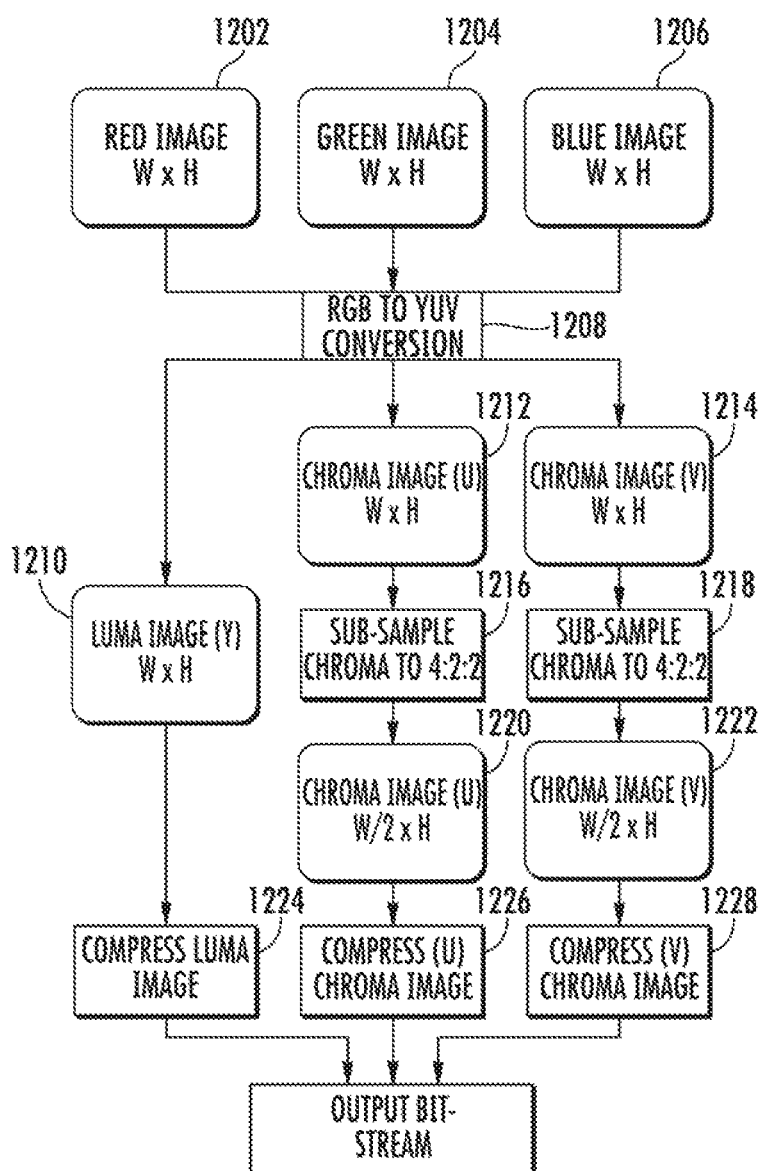 1202
1204
1206
RED IMAGE
W x H
GREEN IMAGE
W x H
BLUE IMAGE
W x H
RGB TO YUV
CONVERSION
1208
1212
1214
CHROMA IMAGE (U)
W x H
CHROMA IMAGE (V)
W x H
1210
LUMA IMAGE (Y)
W x H
1216
1218
SUB-SAMPLE
CHROMA TO 4:2:2
SUB-SAMPLE
CHROMA TO 4:2:2
1220
1222
CHROMA IMAGE (U)
W/2 x H
CHROMA IMAGE (V)
W/2 x H
1224
1226
1228
COMPRESS LUMA
IMAGE
COMPRESS (U)
CHROMA IMAGE
COMPRESS (V)
CHROMA IMAGE
OUTPUT BIT-
STREAM